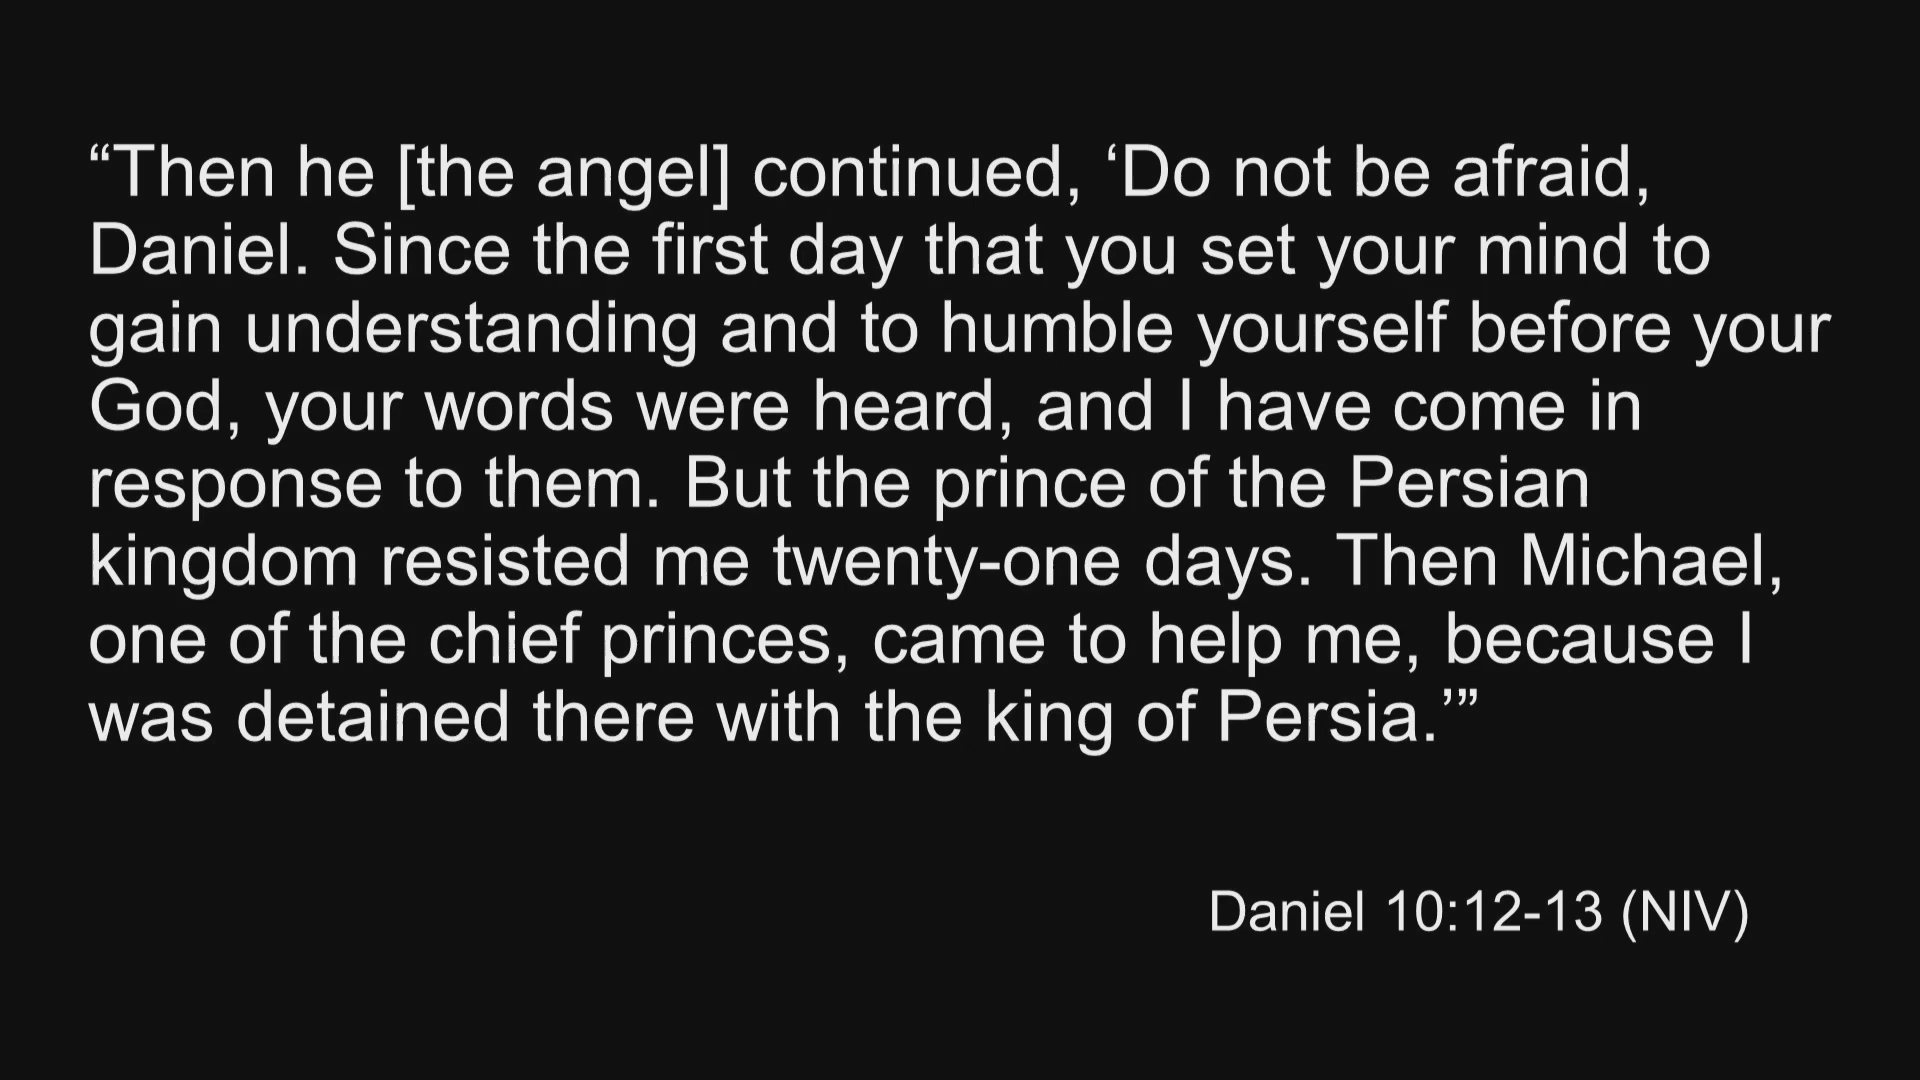 “Then he [the angel] continued, ‘Do not be afraid,
Daniel. Since the first day that you set your mind to
gain understanding and to humble yourself before your
God, your words were heard, and I have come in
response to them. But the prince of the Persian
kingdom resisted me twenty-one days. Then Michael,
one of the chief princes, came to help me, because I
was detained there with the king of Persia.’”
Daniel 10:12-13 (NIV)